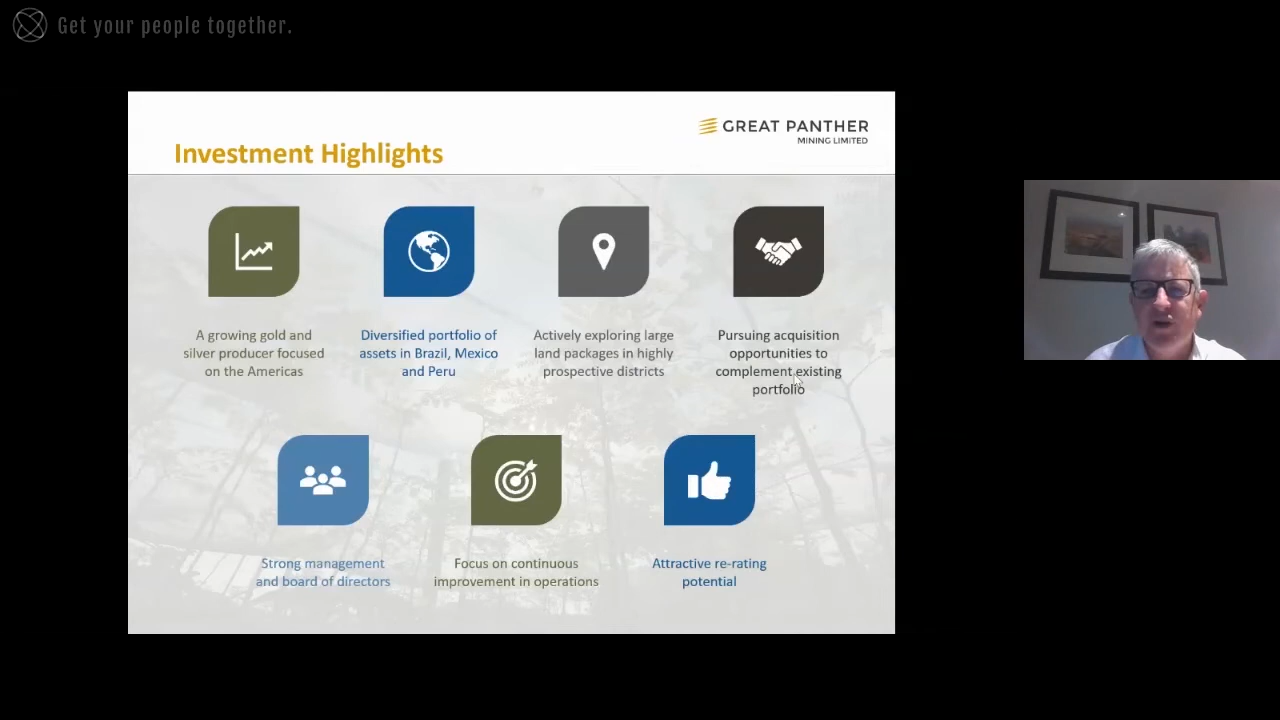 Get your people together.
GREAT PANTHER
MINING LIMITED
Investment Highlights
A growing gold and
silver producer focused
on the Americas
Diversified portfolio of
assets in Brazil, Mexico
and Peru
Actively exploring large
land packages in highly
prospective districts
Pursuing acquisition
opportunities to
complement existing
portfolio
Strong management
and board of directors
Focus on continuous
improvement in operations
Attractive re-rating
potential